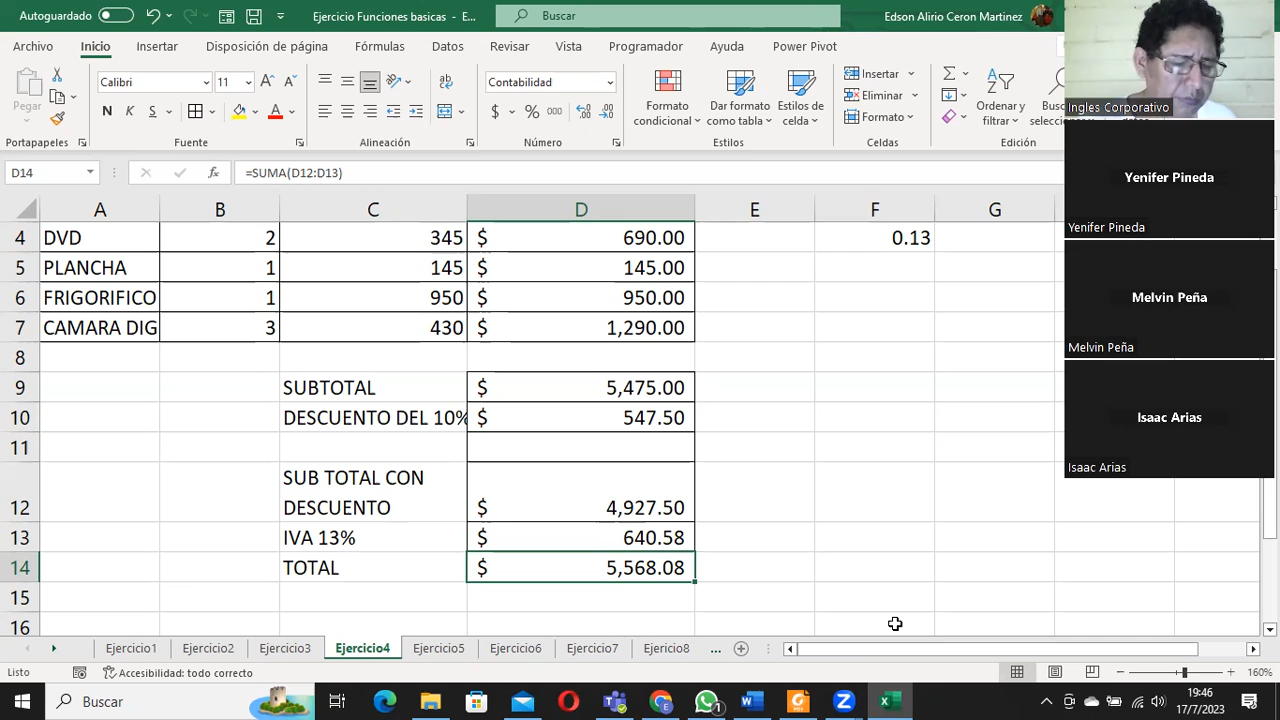 Autoguardado
Ejercicio Funciones basicas - E...
Buscar
Edson Alirio Ceron Martinez
Archivo Inicio Insertar Disposición de página Fórmulas Datos Revisar Vista Programador Ayuda Power Pivot
Pegar
Calibri 11
N K S
Contabilidad
$ % 000
Formato condicional
Dar formato como tabla
Estilos de celda
Insertar
Eliminar
Formato
Ordenar y filtrar
Portapapeles Fuente Alineación Número Estilos Celdas Edición
D14 fx =SUMA(D12:D13)
A B C D E F G
4 DVD 2 345 $ 690.00 0.13
5 PLANCHA 1 145 $ 145.00
6 FRIGORIFICO 1 950 $ 950.00
7 CAMARA DIG 3 430 $ 1,290.00
8
9 SUBTOTAL $ 5,475.00
10 DESCUENTO DEL 10% $ 547.50
11
SUB TOTAL CON
12 DESCUENTO $ 4,927.50
13 IVA 13% $ 640.58
14 TOTAL $ 5,568.08
15
16
Ejercicio1 Ejercicio2 Ejercicio3 Ejercicio4 Ejercicio5 Ejercicio6 Ejercicio7 Ejericio8 ...
Listo Accesibilidad: todo correcto 160%
Buscar
19:46
17/7/2023
Ingles Corporativo
Yenifer Pineda
Yenifer Pineda
Melvin Peña
Melvin Peña
Isaac Arias
Isaac Arias